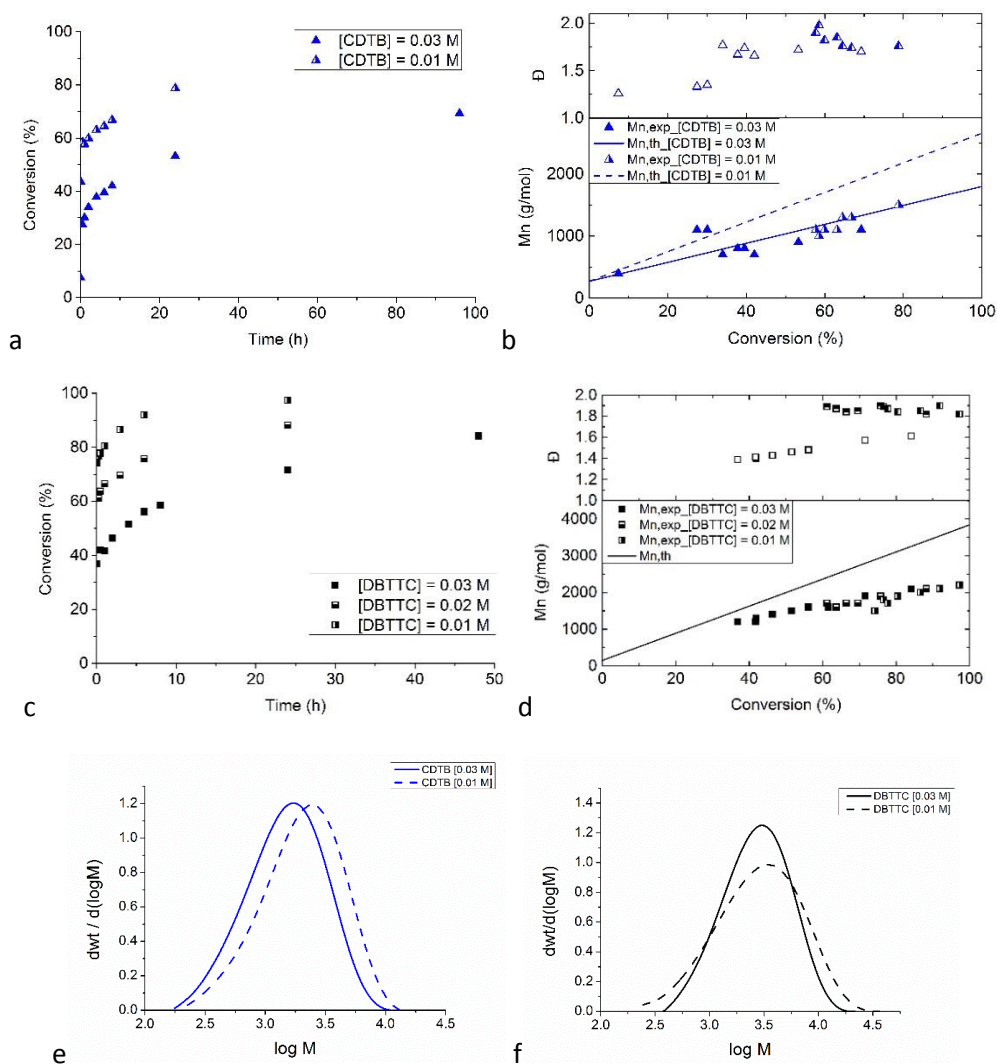 [CDTB] = 0.03 M
[CDTB] = 0.01 M
Conversion (%)
100
80
60
40
20
0
0 20 40 60 80 100
Time (h)
a
Đ
2.0
1.5
1.0
Mn,exp_[CDTB] = 0.03 M
Mn,th_[CDTB] = 0.03 M
Mn,exp_[CDTB] = 0.01 M
Mn,th_[CDTB] = 0.01 M
Mn (g/mol)
2000
1000
0
0 20 40 60 80 100
Conversion (%)
b
Conversion (%)
100
80
60
40
20
0
[DBTTC] = 0.03 M
[DBTTC] = 0.02 M
[DBTTC] = 0.01 M
0 10 20 30 40 50
Time (h)
c
Đ
2.0
1.8
1.6
1.4
1.2
1.0
Mn,exp_[DBTTC] = 0.03 M
Mn,exp_[DBTTC] = 0.02 M
Mn,exp_[DBTTC] = 0.01 M
Mn,th
Mn (g/mol)
4000
3000
2000
1000
0
0 20 40 60 80 100
Conversion (%)
d
CDTB [0.03 M]
CDTB [0.01 M]
dwt / d(logM)
1.2
1.0
0.8
0.6
0.4
0.2
0.0
2.0 2.5 3.0 3.5 4.0 4.5
log M
e
DBTTC [0.03 M]
DBTTC [0.01 M]
dwt/d(logM)
1.4
1.2
1.0
0.8
0.6
0.4
0.2
0.0
2.0 2.5 3.0 3.5 4.0 4.5
log M
f